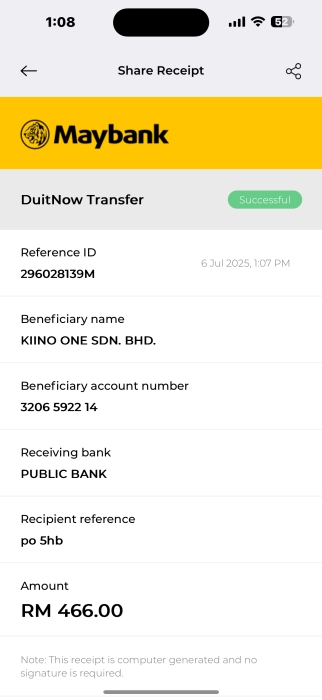 1:08
52
Share Receipt
Maybank
DuitNow Transfer
Successful
Reference ID
6 Jul 2025, 1:07 PM
296028139M
Beneficiary name
KIINO ONE SDN. BHD.
Beneficiary account number
3206 5922 14
Receiving bank
PUBLIC BANK
Recipient reference
po 5hb
Amount
RM 466.00
Note: This receipt is computer generated and no
signature is required.